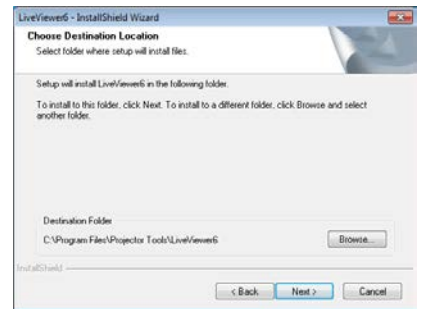 LiveViewer6 - InstallShield Wizard
Choose Destination Location
Select folder where setup will install files.
Setup will install LiveViewer6 in the following folder.
To install to this folder, click Next. To install to a different folder, click Browse and select
another folder.
Destination Folder
C:\Program Files\Projector Tools\LiveViewer6
Browse...
InstallShield
< Back
Next >
Cancel